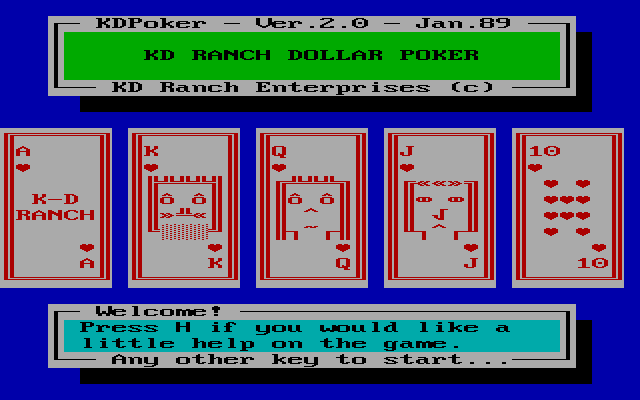 KDPoker – Ver.2.0 – Jan.89
KD RANCH DOLLAR POKER
KD Ranch Enterprises (c)
A K Q J 10
K-D
RANCH
A K Q J 10
Welcome!
Press H if you would like a
little help on the game.
Any other key to start...